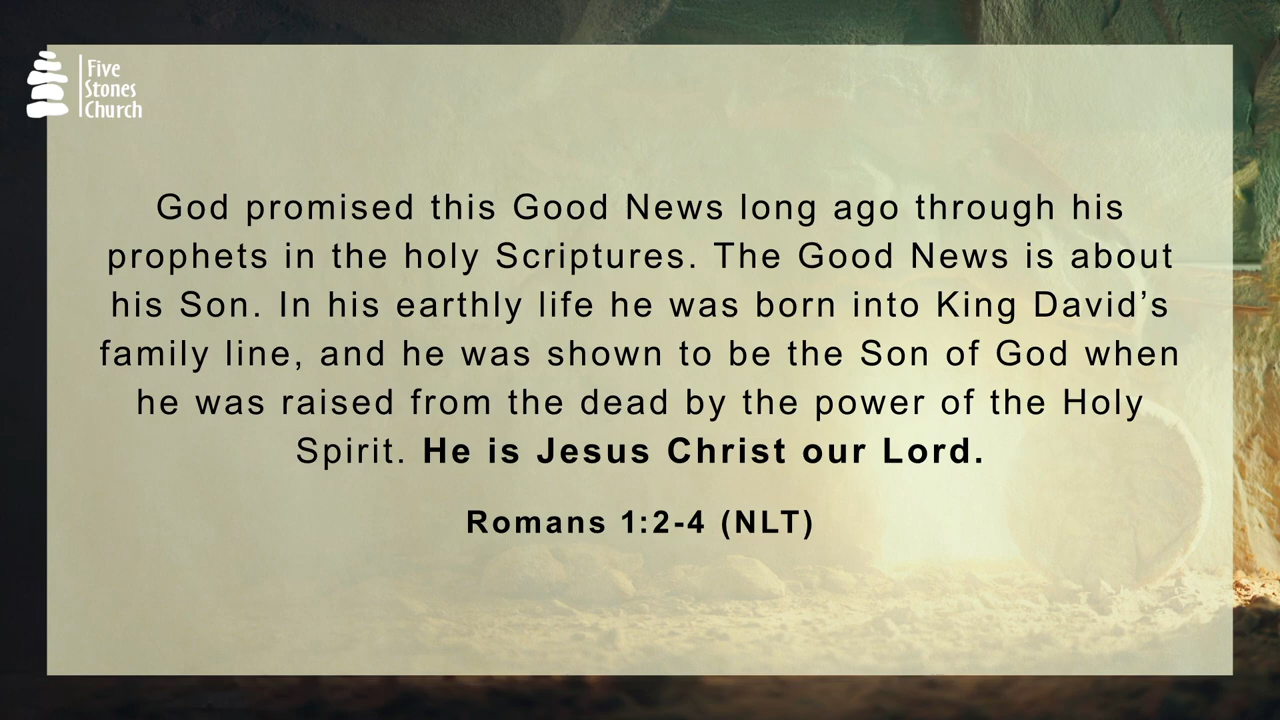 Five
Stones
Church
God promised this Good News long ago through his
prophets in the holy Scriptures. The Good News is about
his Son. In his earthly life he was born into King David’s
family line, and he was shown to be the Son of God when
he was raised from the dead by the power of the Holy
Spirit. He is Jesus Christ our Lord.
Romans 1:2-4 (NLT)